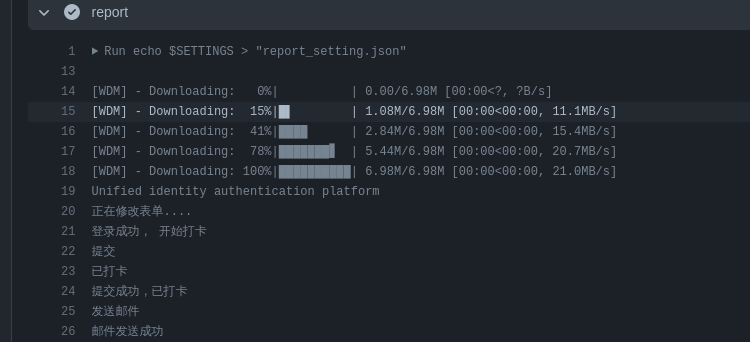 report
1 Run echo $SETTINGS > "report_setting.json"
13
14 [WDM] - Downloading:   0%|          | 0.00/6.98M [00:00<?, ?B/s]
15 [WDM] - Downloading:  15%|█▌        | 1.08M/6.98M [00:00<00:00, 11.1MB/s]
16 [WDM] - Downloading:  41%|████      | 2.84M/6.98M [00:00<00:00, 15.4MB/s]
17 [WDM] - Downloading:  78%|███████▊  | 5.44M/6.98M [00:00<00:00, 20.7MB/s]
18 [WDM] - Downloading: 100%|██████████| 6.98M/6.98M [00:00<00:00, 21.0MB/s]
19 Unified identity authentication platform
20 正在修改表单....
21 登录成功， 开始打卡
22 提交
23 已打卡
24 提交成功，已打卡
25 发送邮件
26 邮件发送成功